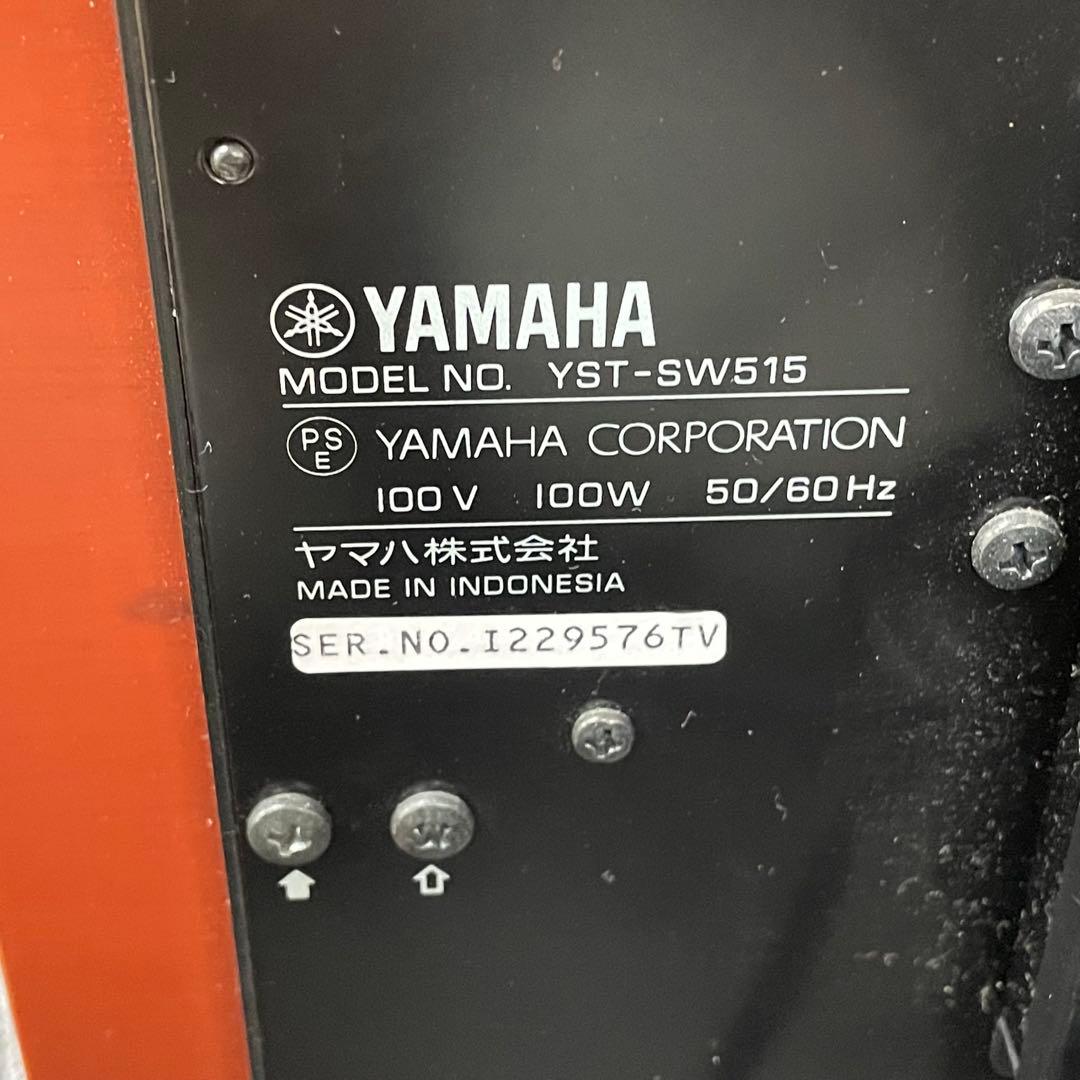 YAMAHA
MODEL NO. YST-SW515
PSE YAMAHA CORPORATION
100V 100W 50/60Hz
ヤマハ株式会社
MADE IN INDONESIA
SER.NO.I229576TV